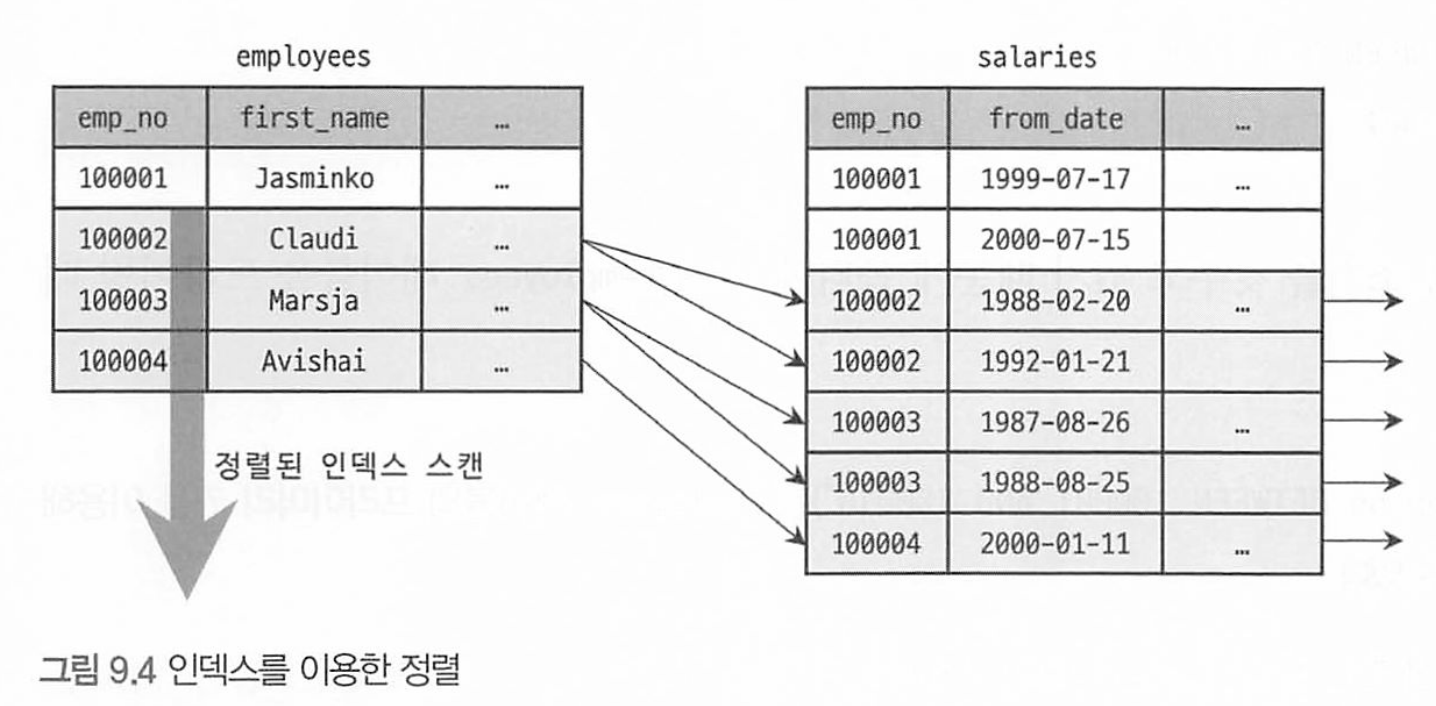 employees
emp_no first_name …
100001 Jasminko …
100002 Claudi …
100003 Marsja …
100004 Avishai …
정렬된 인덱스 스캔
salaries
emp_no from_date …
100001 1999-07-17 …
100001 2000-07-15
100002 1988-02-20 …
100002 1992-01-21
100003 1987-08-26 …
100003 1988-08-25
100004 2000-01-11 …
그림 9.4 인덱스를 이용한 정렬